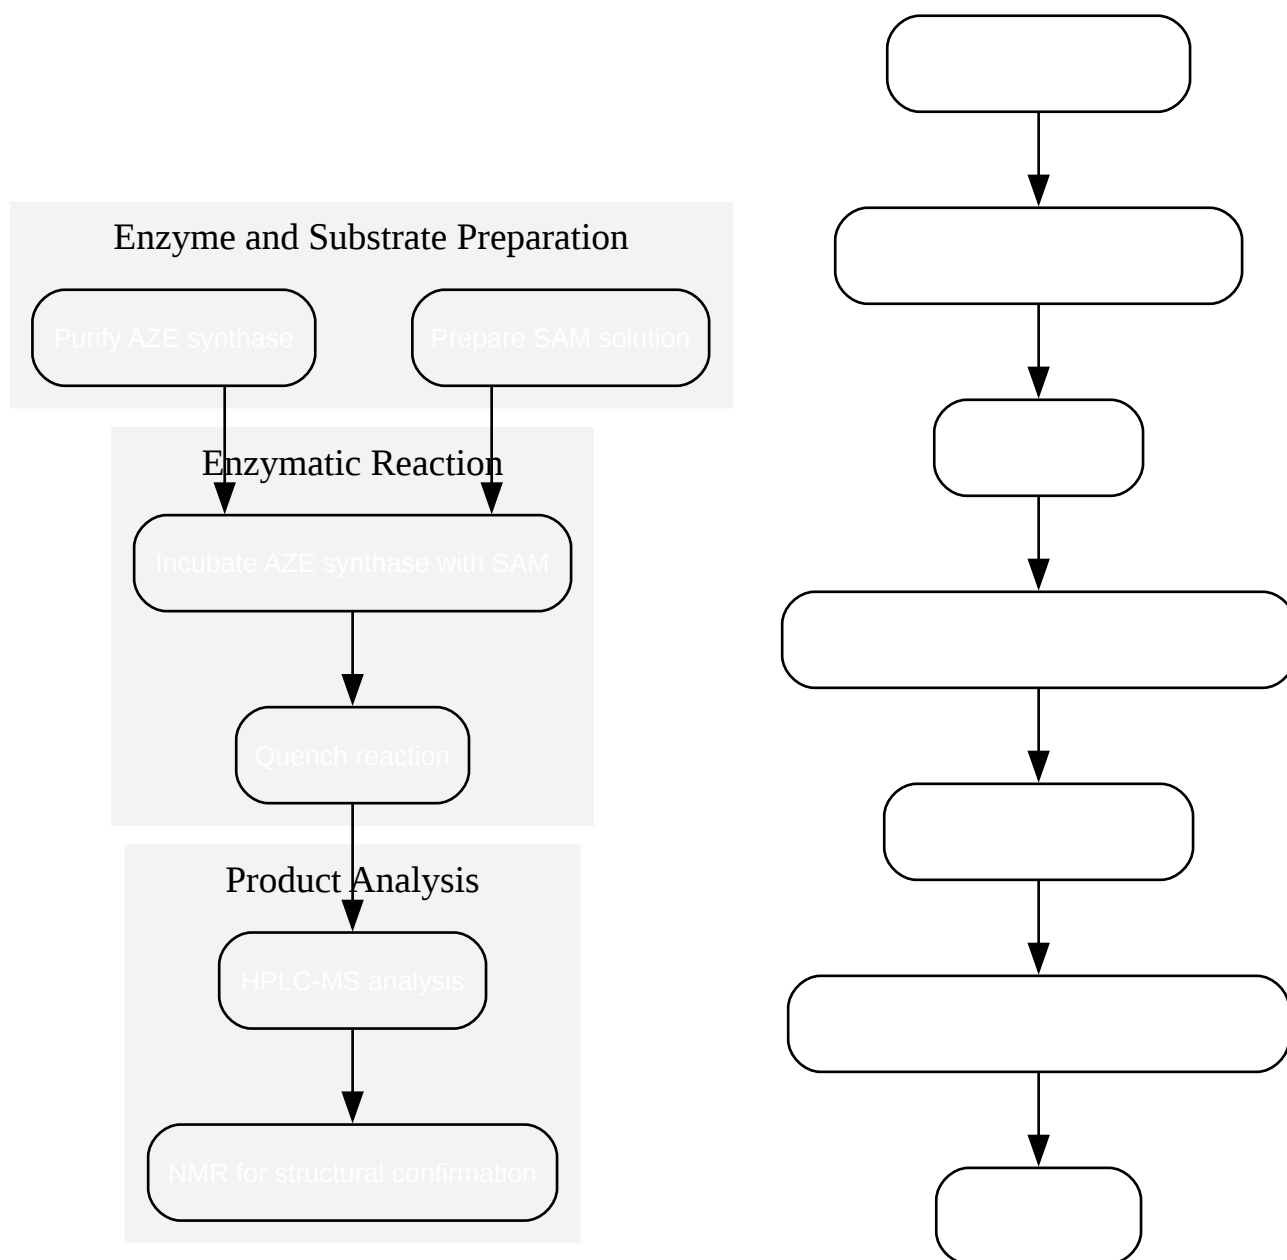 Enzyme and Substrate Preparation
Purify AZE synthase
Prepare SAM solution
Enzymatic Reaction
Incubate AZE synthase with SAM
Quench reaction
Product Analysis
HPLC-MS analysis
NMR for structural confirmation